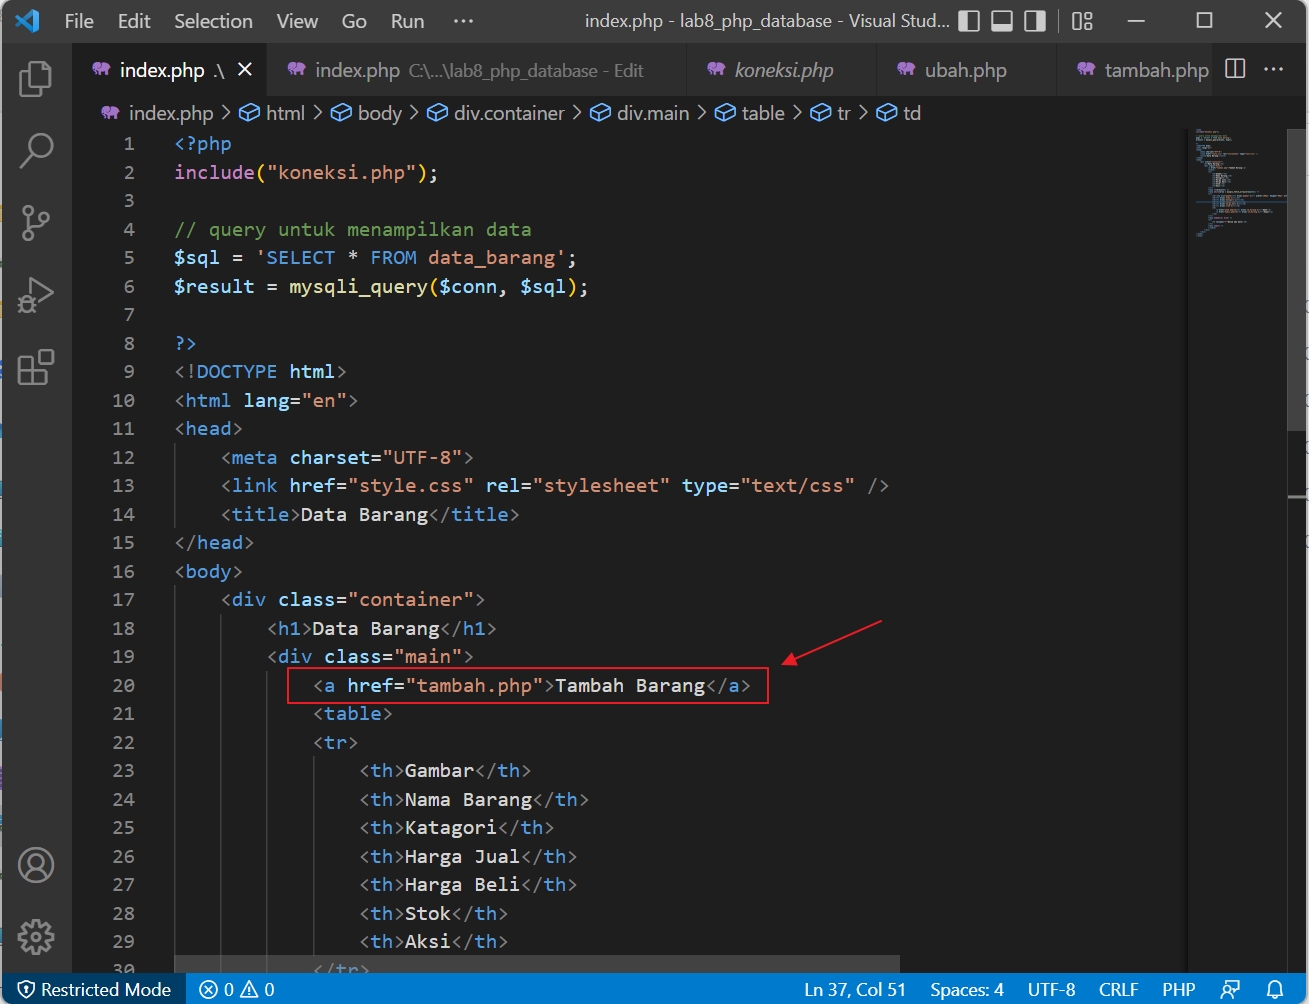 File Edit Selection View Go Run ··· index.php - lab8_php_database - Visual Stud...
index.php .\ index.php C:\...\lab8_php_database - Edit koneksi.php ubah.php tambah.php ···
index.php > html > body > div.container > div.main > table > tr > td
1 <?php
2 include("koneksi.php");
3
4 // query untuk menampilkan data
5 $sql = 'SELECT * FROM data_barang';
6 $result = mysqli_query($conn, $sql);
7
8 ?>
9 <!DOCTYPE html>
10 <html lang="en">
11 <head>
12 <meta charset="UTF-8">
13 <link href="style.css" rel="stylesheet" type="text/css" />
14 <title>Data Barang</title>
15 </head>
16 <body>
17 <div class="container">
18 <h1>Data Barang</h1>
19 <div class="main">
20 <a href="tambah.php">Tambah Barang</a>
21 <table>
22 <tr>
23 <th>Gambar</th>
24 <th>Nama Barang</th>
25 <th>Katagori</th>
26 <th>Harga Jual</th>
27 <th>Harga Beli</th>
28 <th>Stok</th>
29 <th>Aksi</th>
30 </tr>
Restricted Mode 0 0 Ln 37, Col 51 Spaces: 4 UTF-8 CRLF PHP